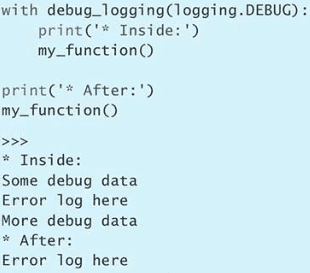 with debug_logging(logging.DEBUG):
    print('* Inside:')
    my_function()

print('* After:')
my_function()

>>>
* Inside:
Some debug data
Error log here
More debug data
* After:
Error log here